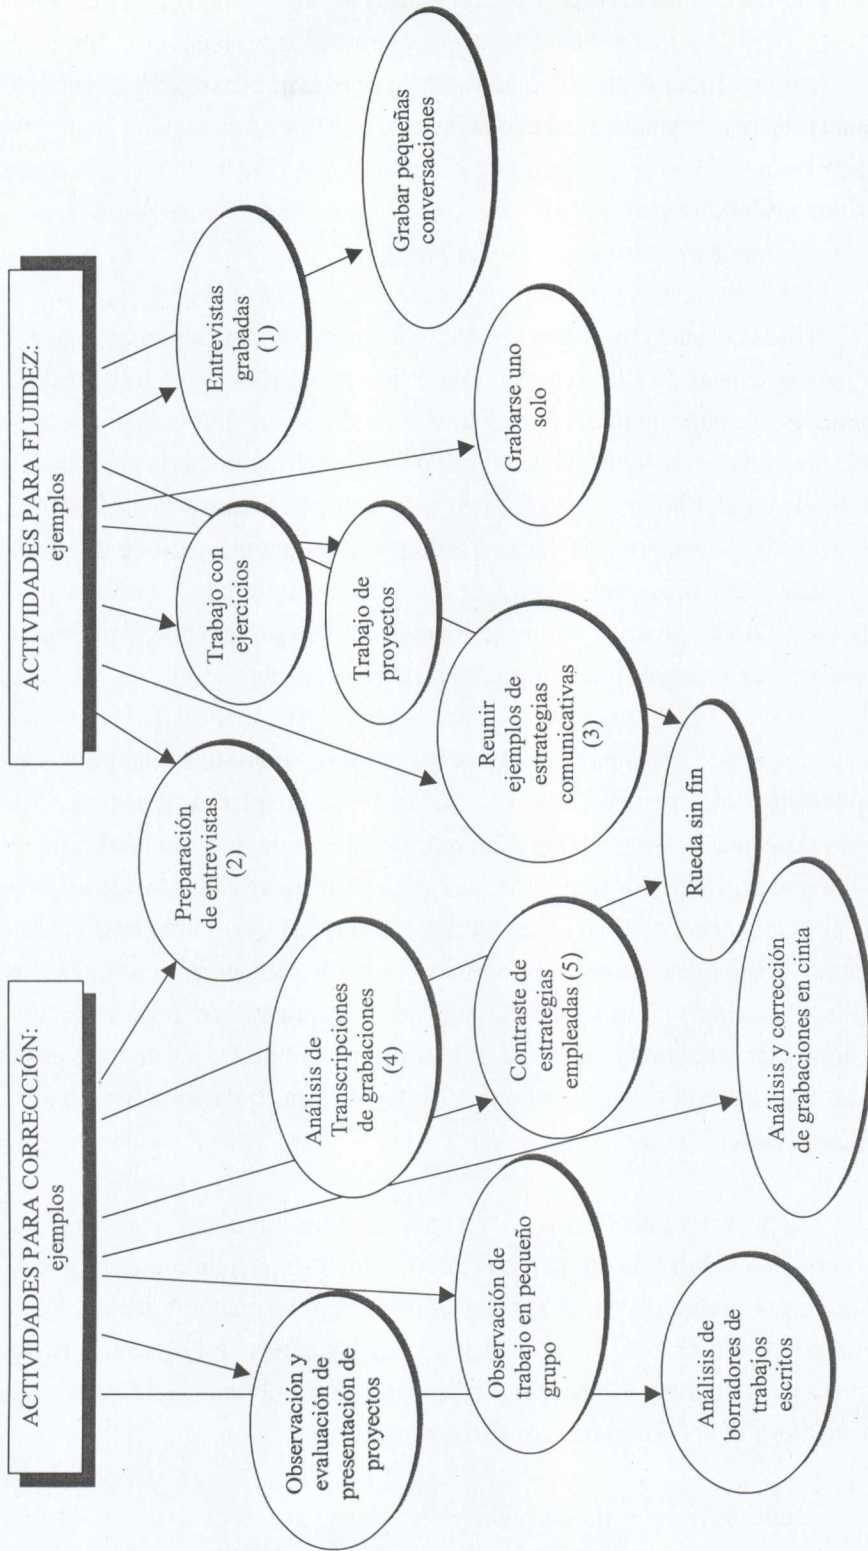 ACTIVIDADES PARA CORRECCIÓN:
ejemplos
ACTIVIDADES PARA FLUIDEZ:
ejemplos
Observación y
evaluación de
presentación de
proyectos
Observación de
trabajo en pequeño
grupo
Análisis de
borradores de
trabajos
escritos
Análisis de
Transcripciones
de grabaciones
(4)
Contraste de
estrategias
empleadas (5)
Análisis y corrección
de grabaciones en cinta
Preparación
de entrevistas
(2)
Rueda sin fin
Trabajo con
ejercicios
Trabajo de
proyectos
Reunir
ejemplos de
estrategias
comunicativas
(3)
Entrevistas
grabadas
(1)
Grabar pequeñas
conversaciones
Grabarse uno
solo